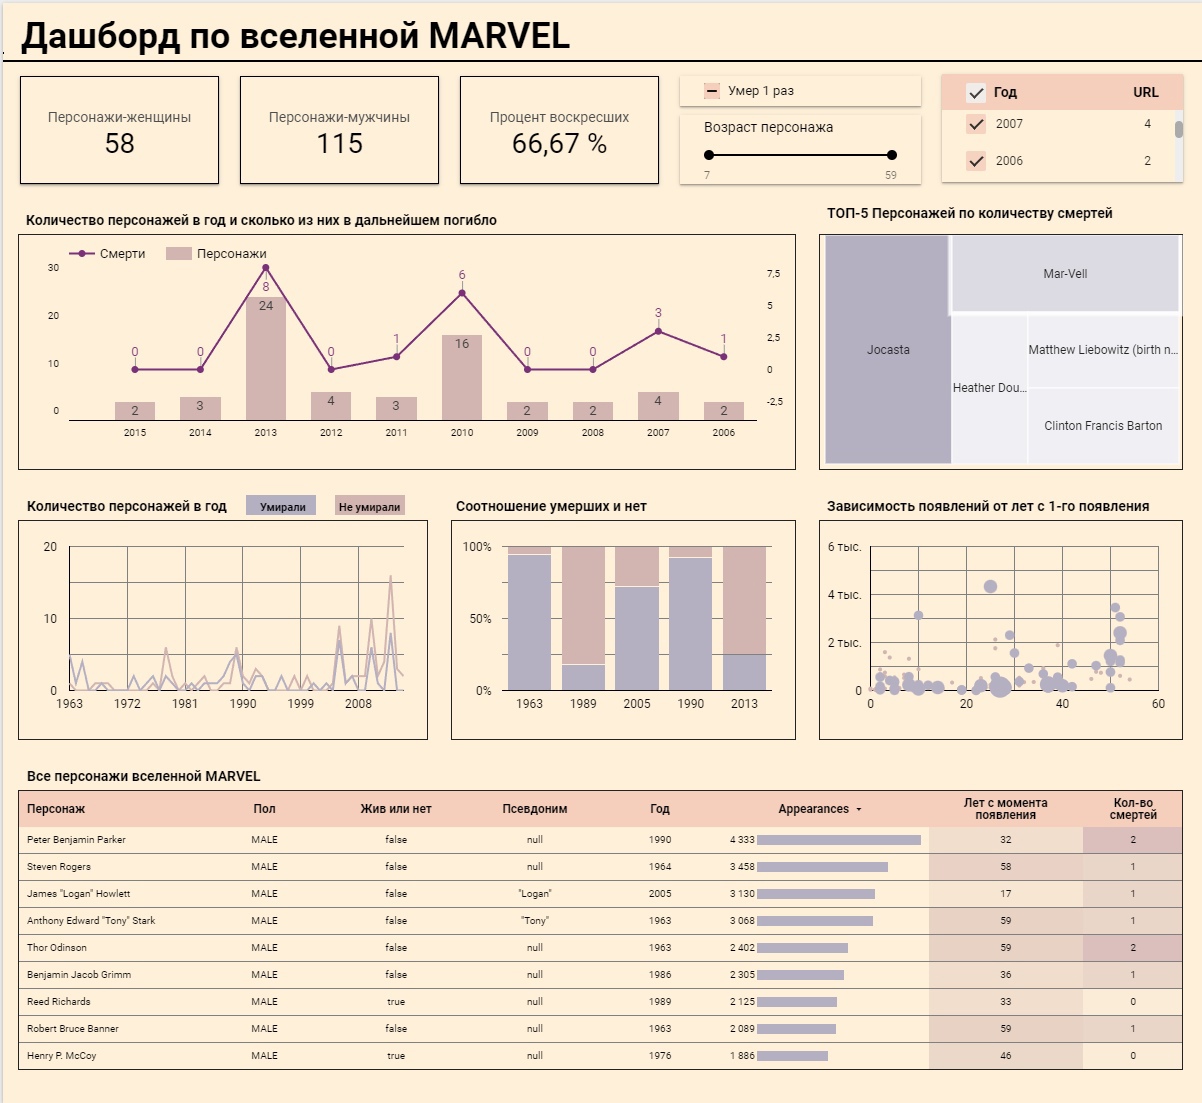 Дашборд по вселенной MARVEL
Персонажи-женщины
58
Персонажи-мужчины
115
Процент воскресших
66,67 %
Умер 1 раз
Возраст персонажа
7 59
Год URL
2007 4
2006 2
Количество персонажей в год и сколько из них в дальнейшем погибло
Смерти Персонажи
30 20 10 0
7,5 5 2,5 0 -2,5
0 0 8 0 1 6 0 0 3 1
2 3 24 4 3 16 2 2 4 2
2015 2014 2013 2012 2011 2010 2009 2008 2007 2006
ТОП-5 Персонажей по количеству смертей
Jocasta
Mar-Vell
Heather Dou...
Matthew Liebowitz (birth n...
Clinton Francis Barton
Количество персонажей в год Умирали Не умирали
20
10
0
1963 1972 1981 1990 1999 2008
Соотношение умерших и нет
100%
50%
0%
1963 1989 2005 1990 2013
Зависимость появлений от лет с 1-го появления
6 тыс.
4 тыс.
2 тыс.
0
0 20 40 60
Все персонажи вселенной MARVEL
Персонаж Пол Жив или нет Псевдоним Год Appearances Лет с момента появления Кол-во смертей
Peter Benjamin Parker MALE false null 1990 4 333 32 2
Steven Rogers MALE false null 1964 3 458 58 1
James "Logan" Howlett MALE false "Logan" 2005 3 130 17 1
Anthony Edward "Tony" Stark MALE false "Tony" 1963 3 068 59 1
Thor Odinson MALE false null 1963 2 402 59 2
Benjamin Jacob Grimm MALE false null 1986 2 305 36 1
Reed Richards MALE true null 1989 2 125 33 0
Robert Bruce Banner MALE false null 1963 2 089 59 1
Henry P. McCoy MALE true null 1976 1 886 46 0